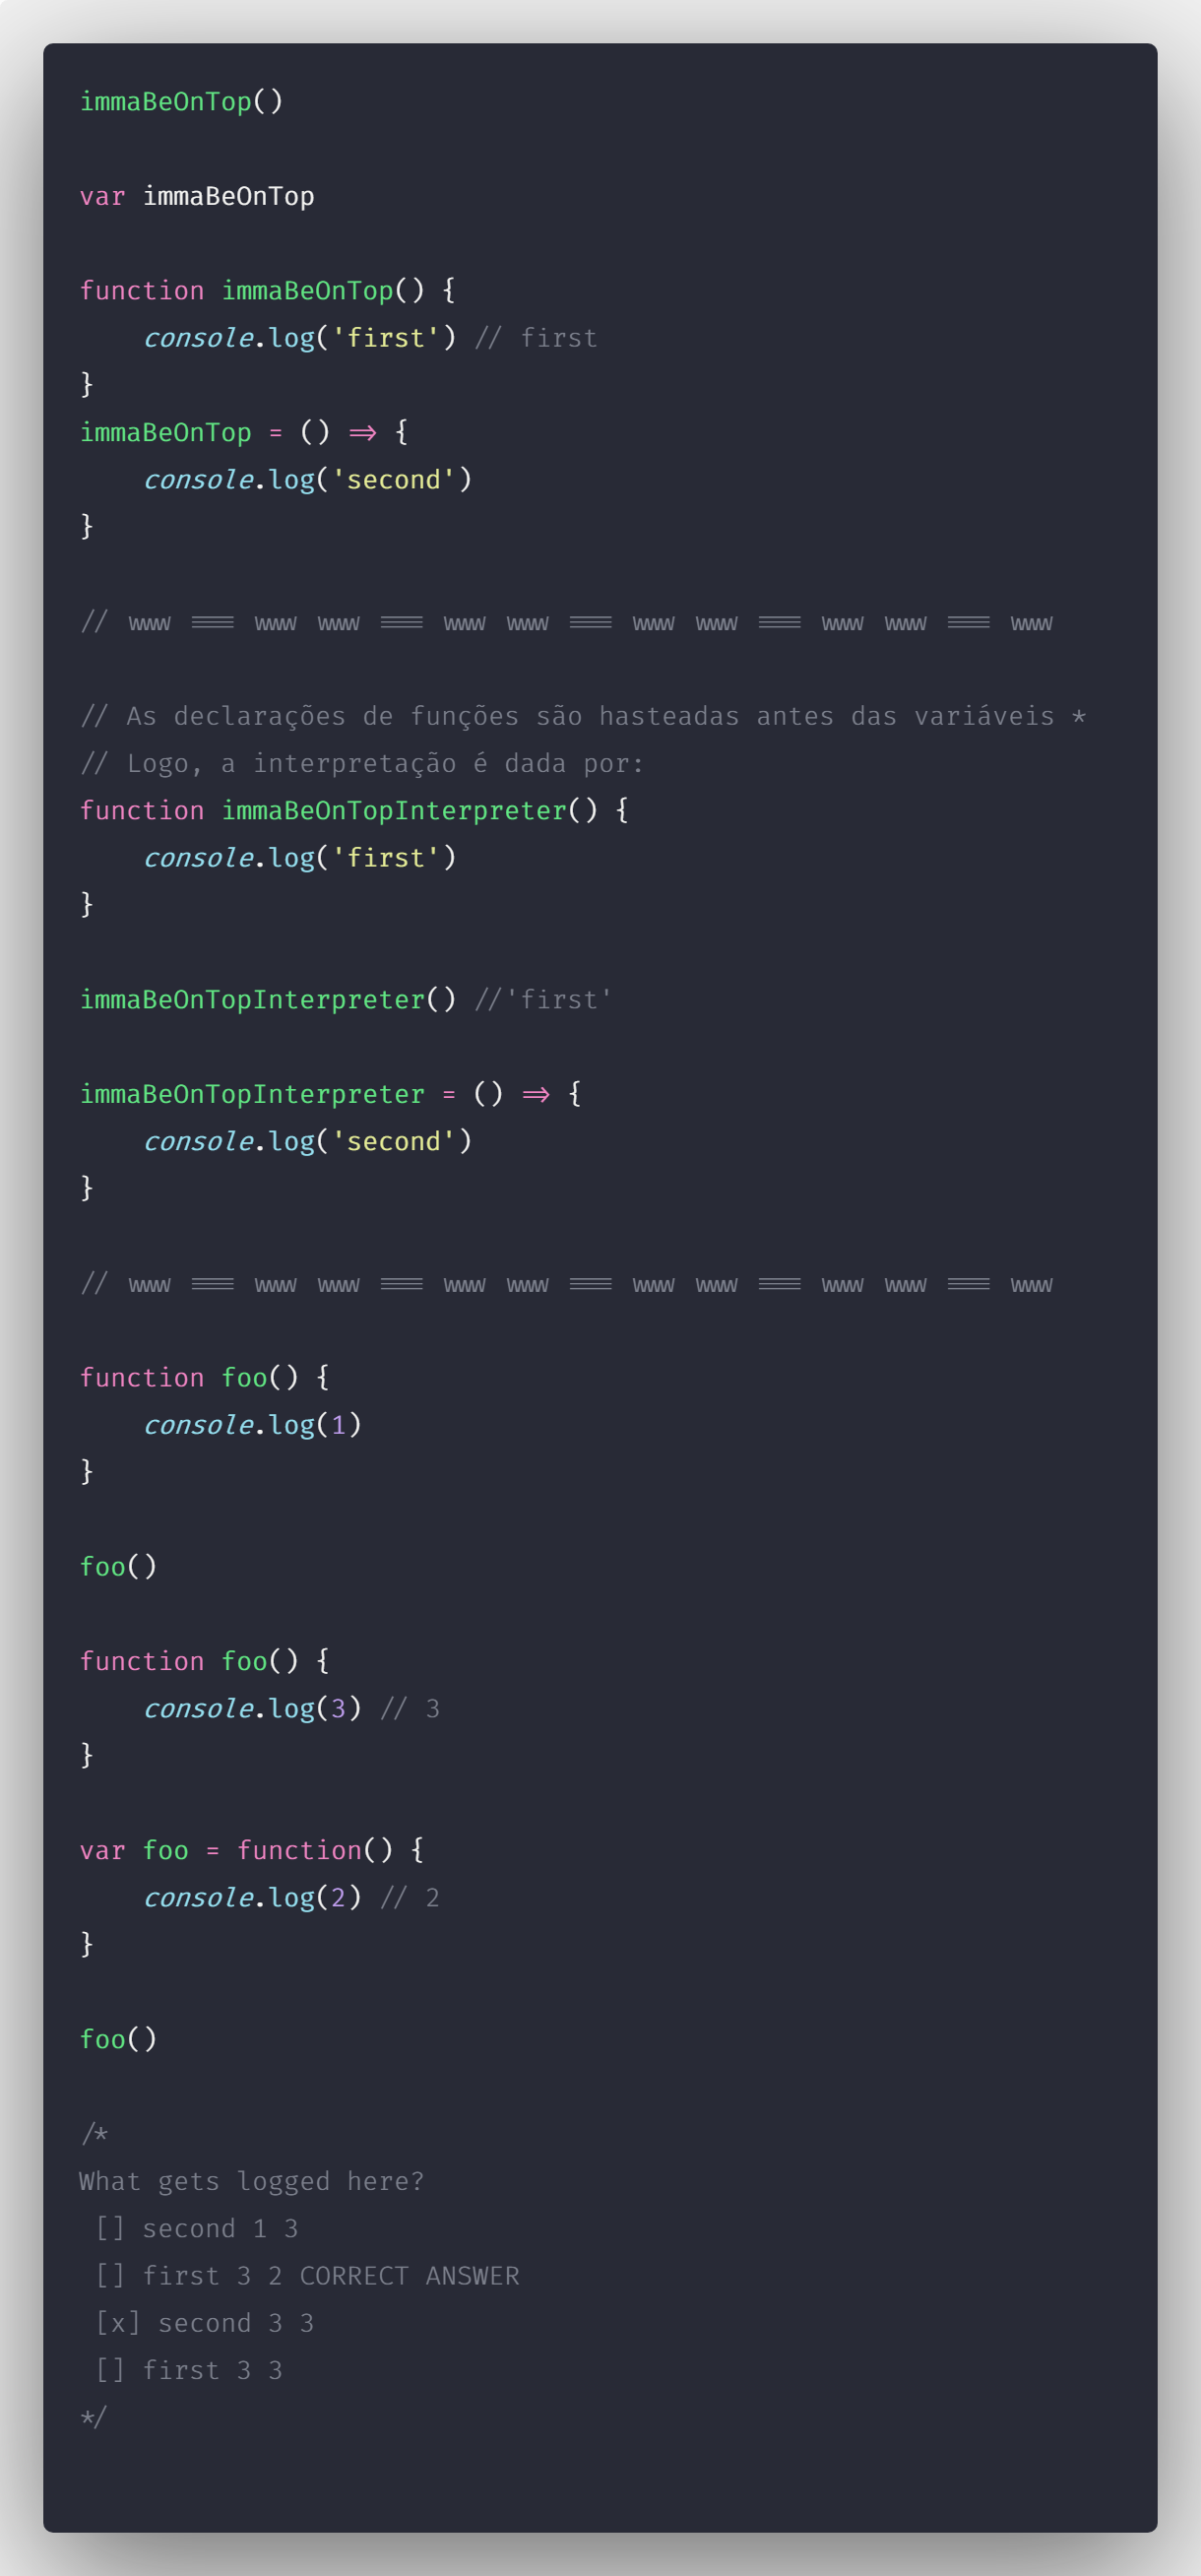 immaBeOnTop()
var immaBeOnTop
function immaBeOnTop() {
    console.log('first') // first
}
immaBeOnTop = () => {
    console.log('second')
}
// www === www www === www www === www www === www www === www
// As declarações de funções são hasteadas antes das variáveis *
// Logo, a interpretação é dada por:
function immaBeOnTopInterpreter() {
    console.log('first')
}
immaBeOnTopInterpreter() //'first'
immaBeOnTopInterpreter = () => {
    console.log('second')
}
// www === www www === www www === www www === www www === www
function foo() {
    console.log(1)
}
foo()
function foo() {
    console.log(3) // 3
}
var foo = function() {
    console.log(2) // 2
}
foo()
/*
What gets logged here?
 [] second 1 3
 [] first 3 2 CORRECT ANSWER
 [x] second 3 3
 [] first 3 3
*/